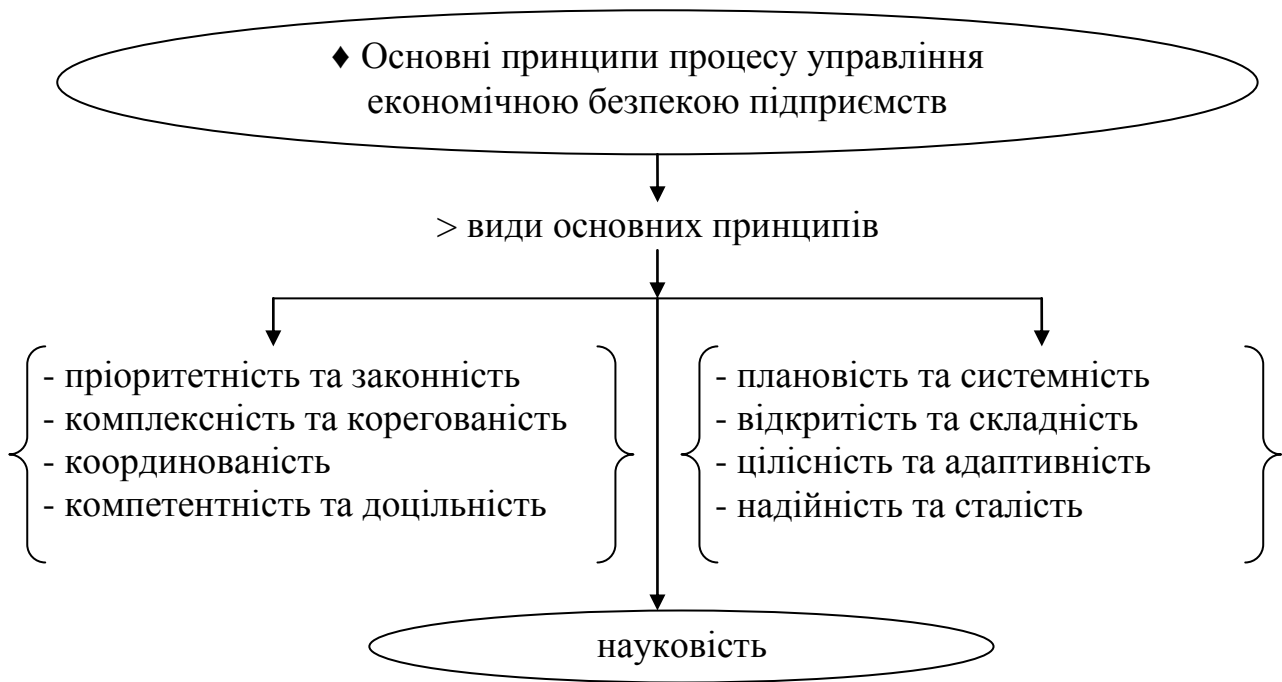 ♦ Основні принципи процесу управління
економічною безпекою підприємств
> види основних принципів
- пріоритетність та законність
- комплексність та корегованість
- координованість
- компетентність та доцільність
- плановість та системність
- відкритість та складність
- цілісність та адаптивність
- надійність та сталість
науковість